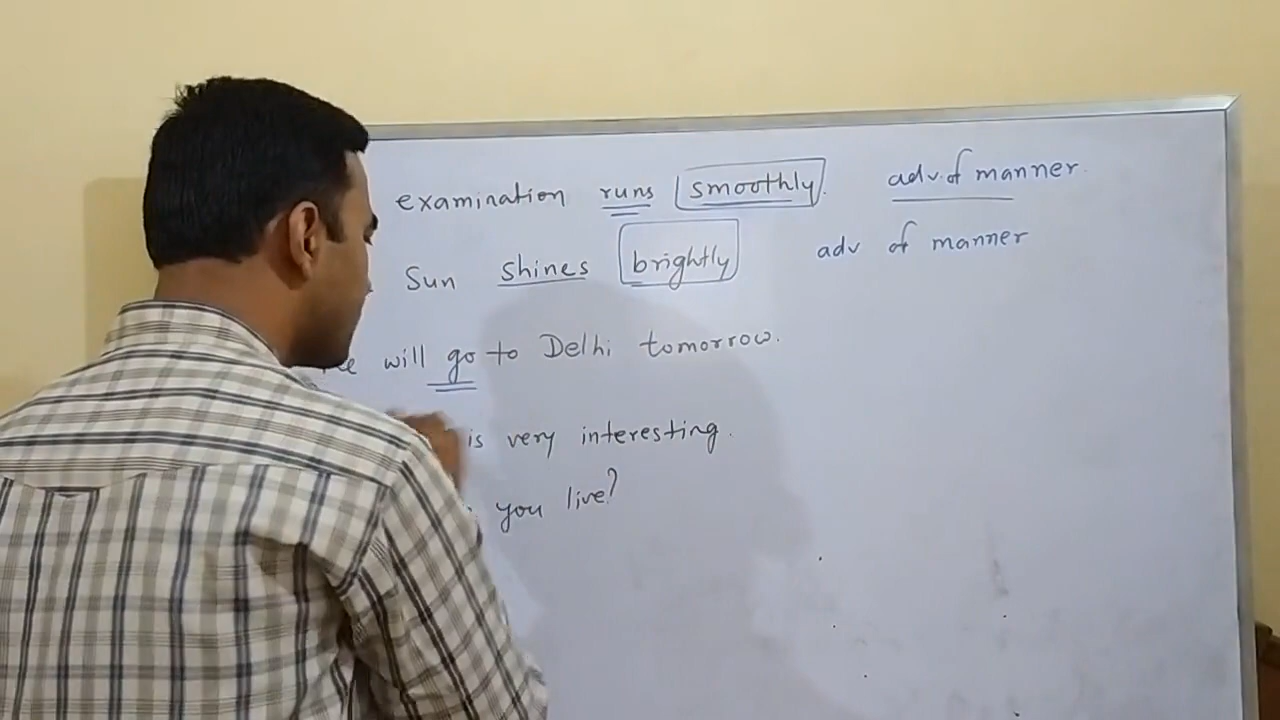 examination runs smoothly. adv. of manner.
Sun shines brightly adv of manner
will go to Delhi tomorrow.
is very interesting.
you live?